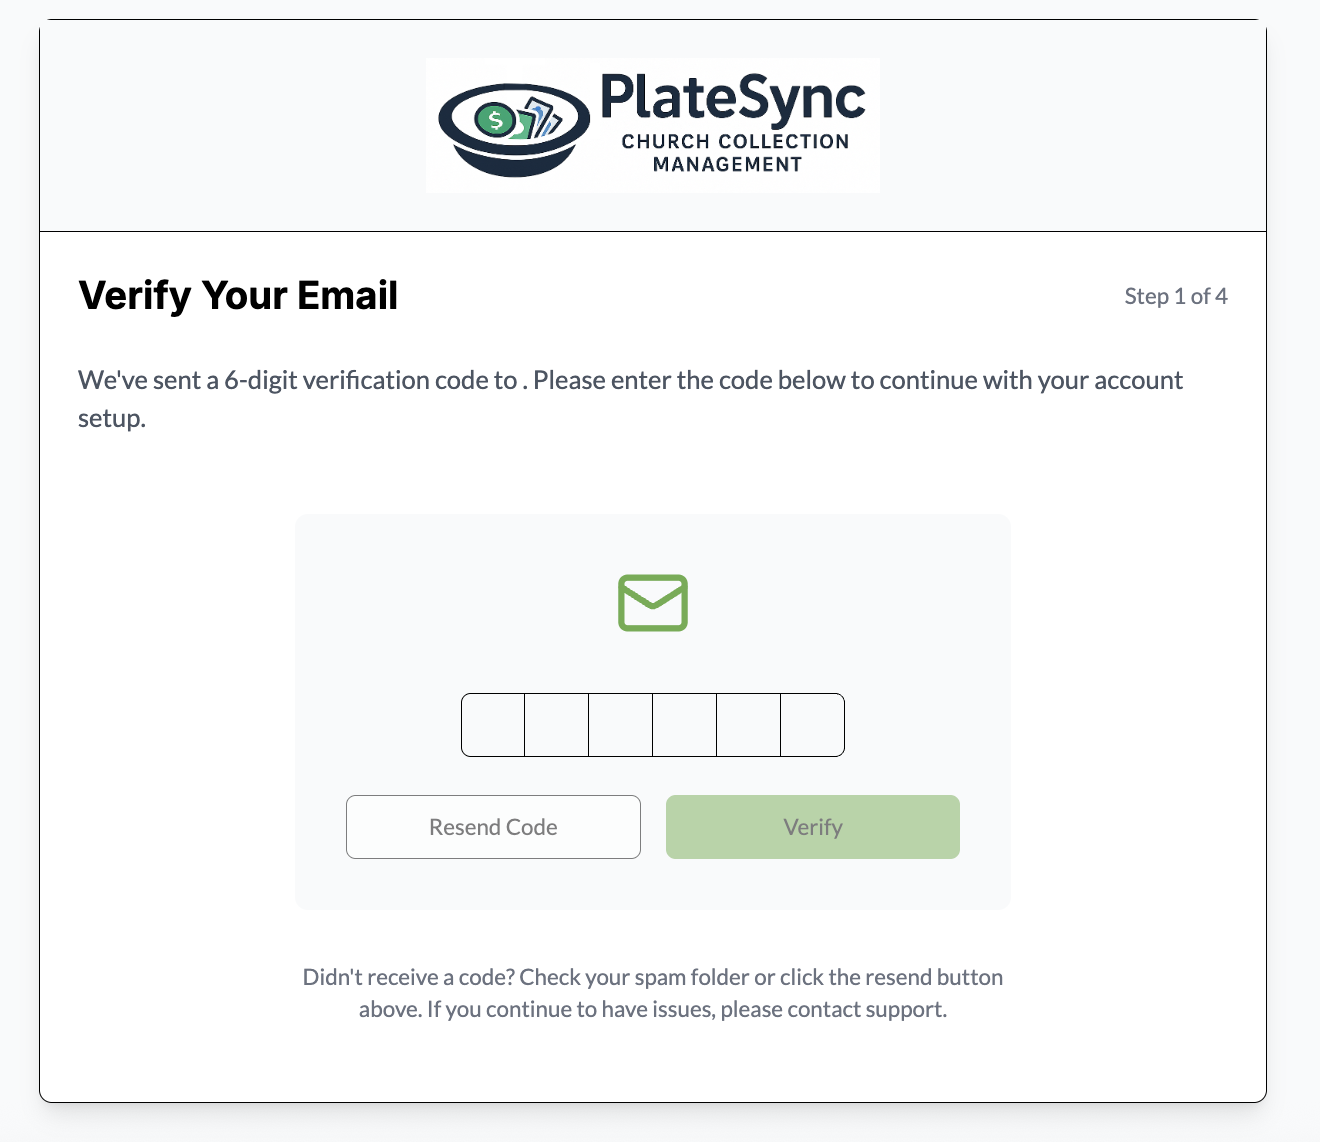 $
PlateSync
CHURCH COLLECTION
MANAGEMENT
Verify Your Email
Step 1 of 4
We've sent a 6-digit verification code to . Please enter the code below to continue with your account
setup.
Resend Code
Verify
Didn't receive a code? Check your spam folder or click the resend button
above. If you continue to have issues, please contact support.